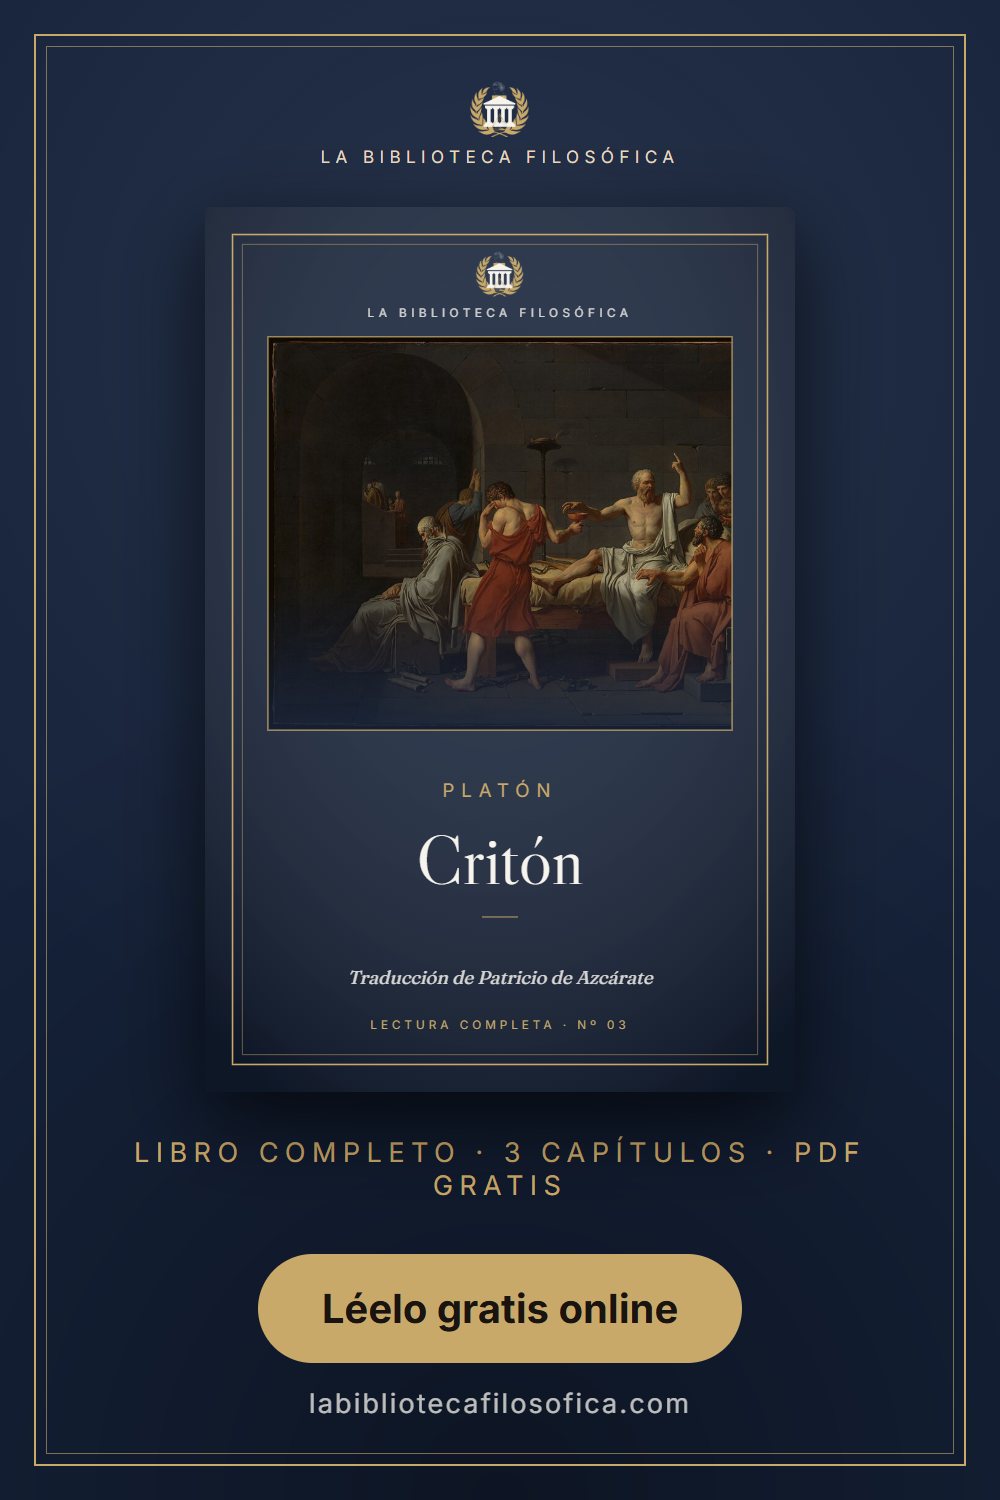 LA BIBLIOTECA FILOSÓFICA
LA BIBLIOTECA FILOSÓFICA
PLATÓN
Critón
Traducción de Patricio de Azcárate
LECTURA COMPLETA · Nº 03
LIBRO COMPLETO · 3 CAPÍTULOS · PDF
GRATIS
Léelo gratis online
labibliotecafilosofica.com